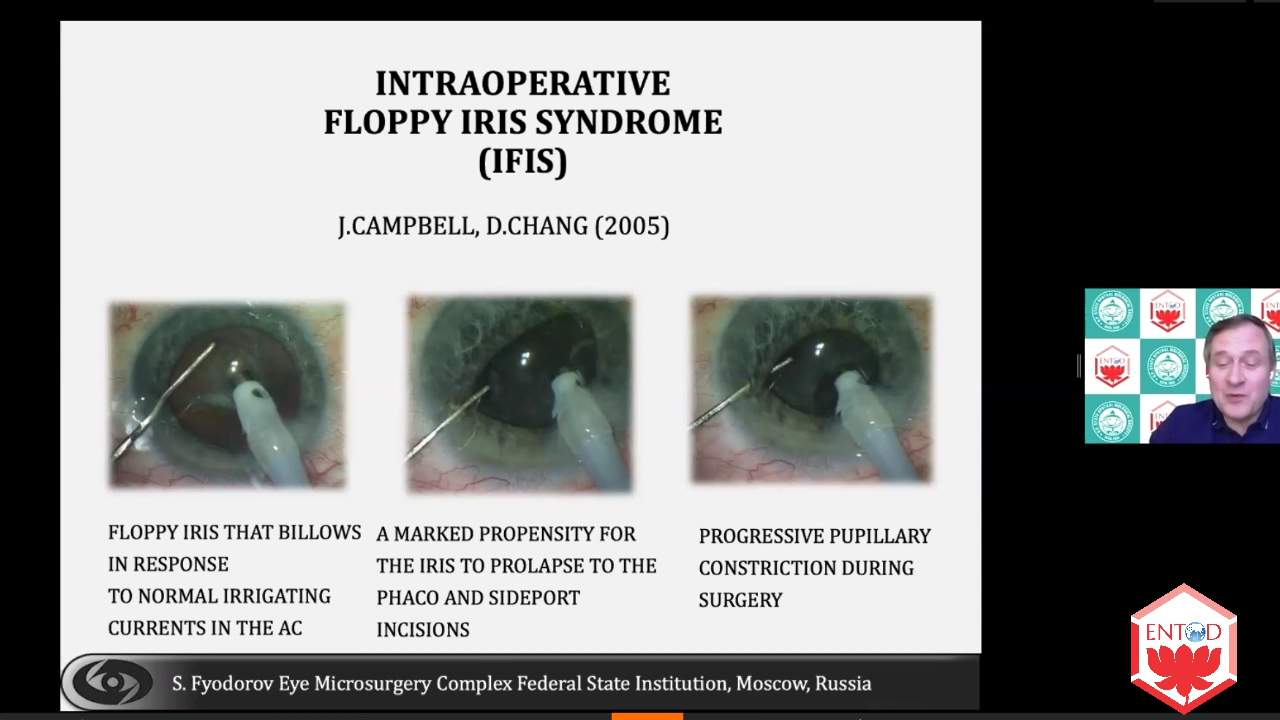 INTRAOPERATIVE
FLOPPY IRIS SYNDROME
(IFIS)
J.CAMPBELL, D.CHANG (2005)
FLOPPY IRIS THAT BILLOWS
IN RESPONSE
TO NORMAL IRRIGATING
CURRENTS IN THE AC
A MARKED PROPENSITY FOR
THE IRIS TO PROLAPSE TO THE
PHACO AND SIDEPORT
INCISIONS
PROGRESSIVE PUPILLARY
CONSTRICTION DURING
SURGERY
S. Fyodorov Eye Microsurgery Complex Federal State Institution, Moscow, Russia
ENTOD
ENTOD